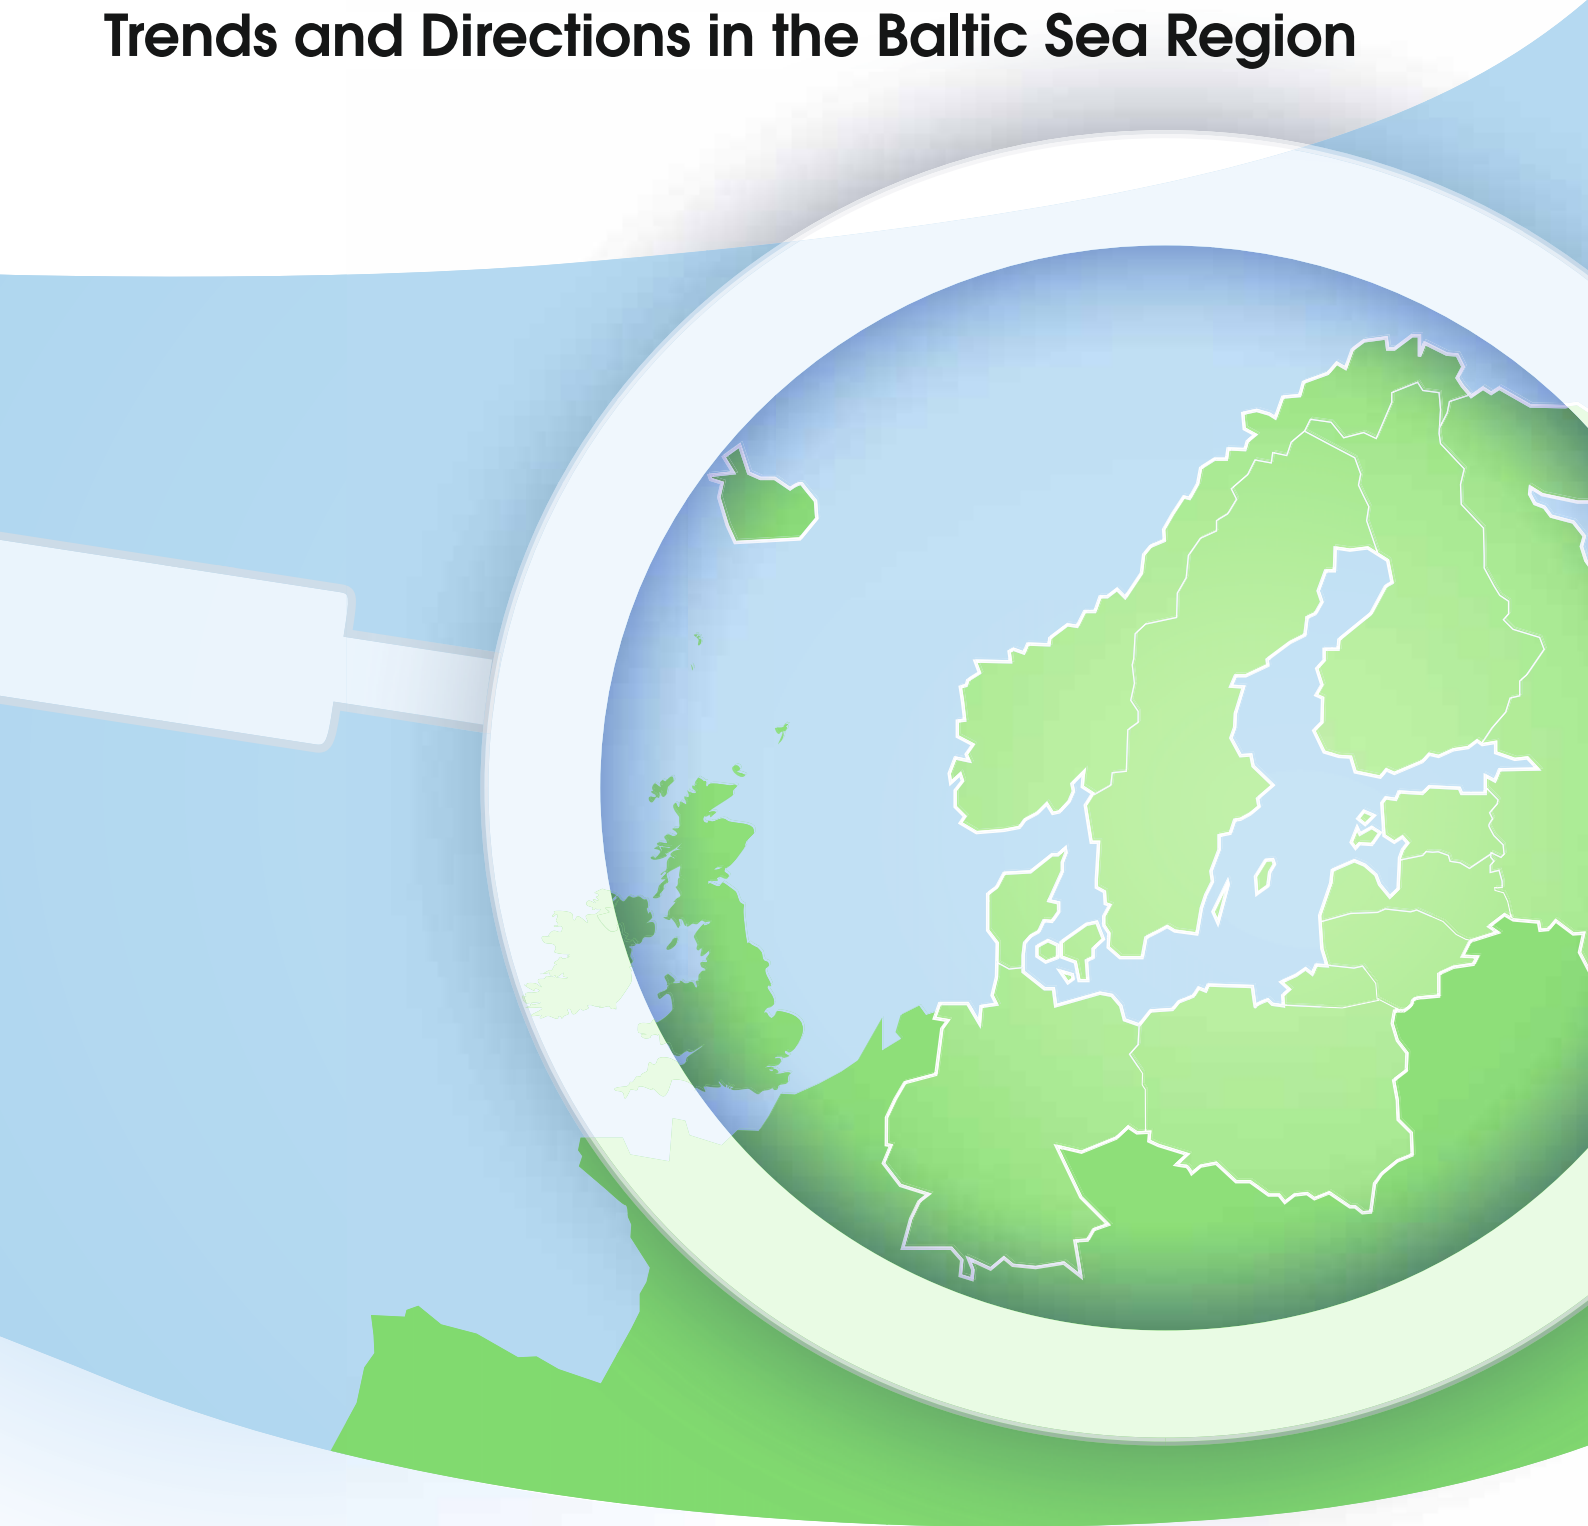 Trends and Directions in the Baltic Sea Region